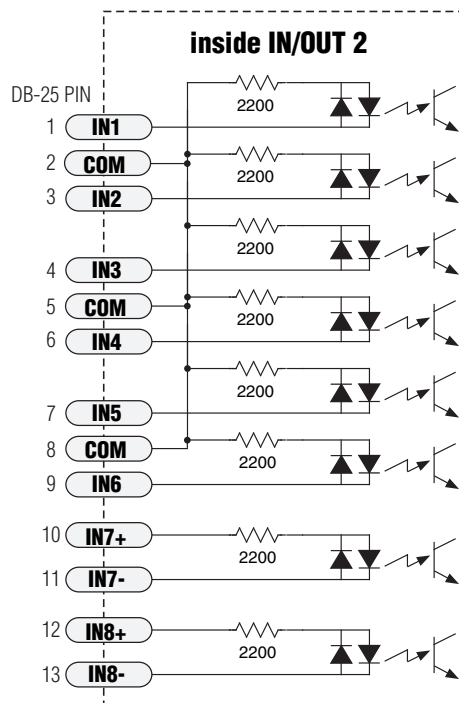 inside IN/OUT 2
DB-25 PIN
2200
1 IN1
2 COM
2200
3 IN2
2200
4 IN3
5 COM
2200
6 IN4
2200
7 IN5
8 COM
2200
9 IN6
10 IN7+
2200
11 IN7-
12 IN8+
2200
13 IN8-